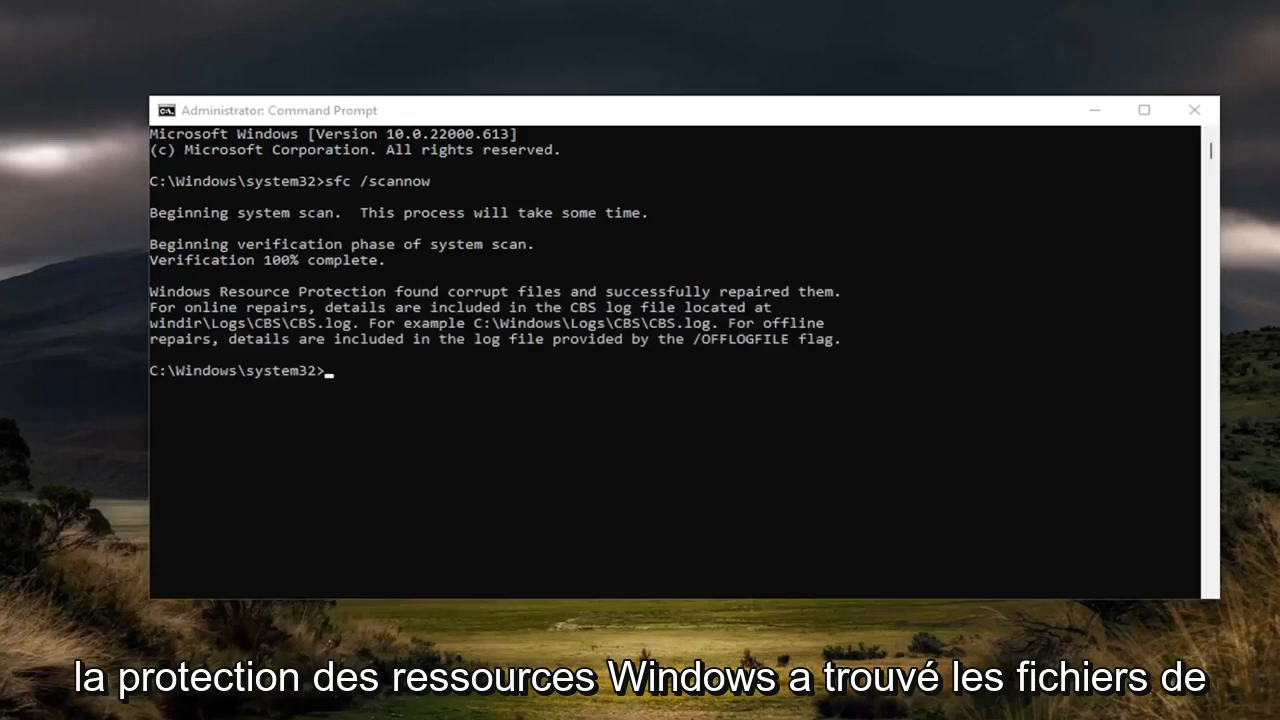 Administrator: Command Prompt
Microsoft Windows [Version 10.0.22000.613]
(c) Microsoft Corporation. All rights reserved.
C:\Windows\system32>sfc /scannow
Beginning system scan.  This process will take some time.
Beginning verification phase of system scan.
Verification 100% complete.
Windows Resource Protection found corrupt files and successfully repaired them.
For online repairs, details are included in the CBS log file located at
windir\Logs\CBS\CBS.log. For example C:\Windows\Logs\CBS\CBS.log. For offline
repairs, details are included in the log file provided by the /OFFLOGFILE flag.
C:\Windows\system32>
la protection des ressources Windows a trouvé les fichiers de